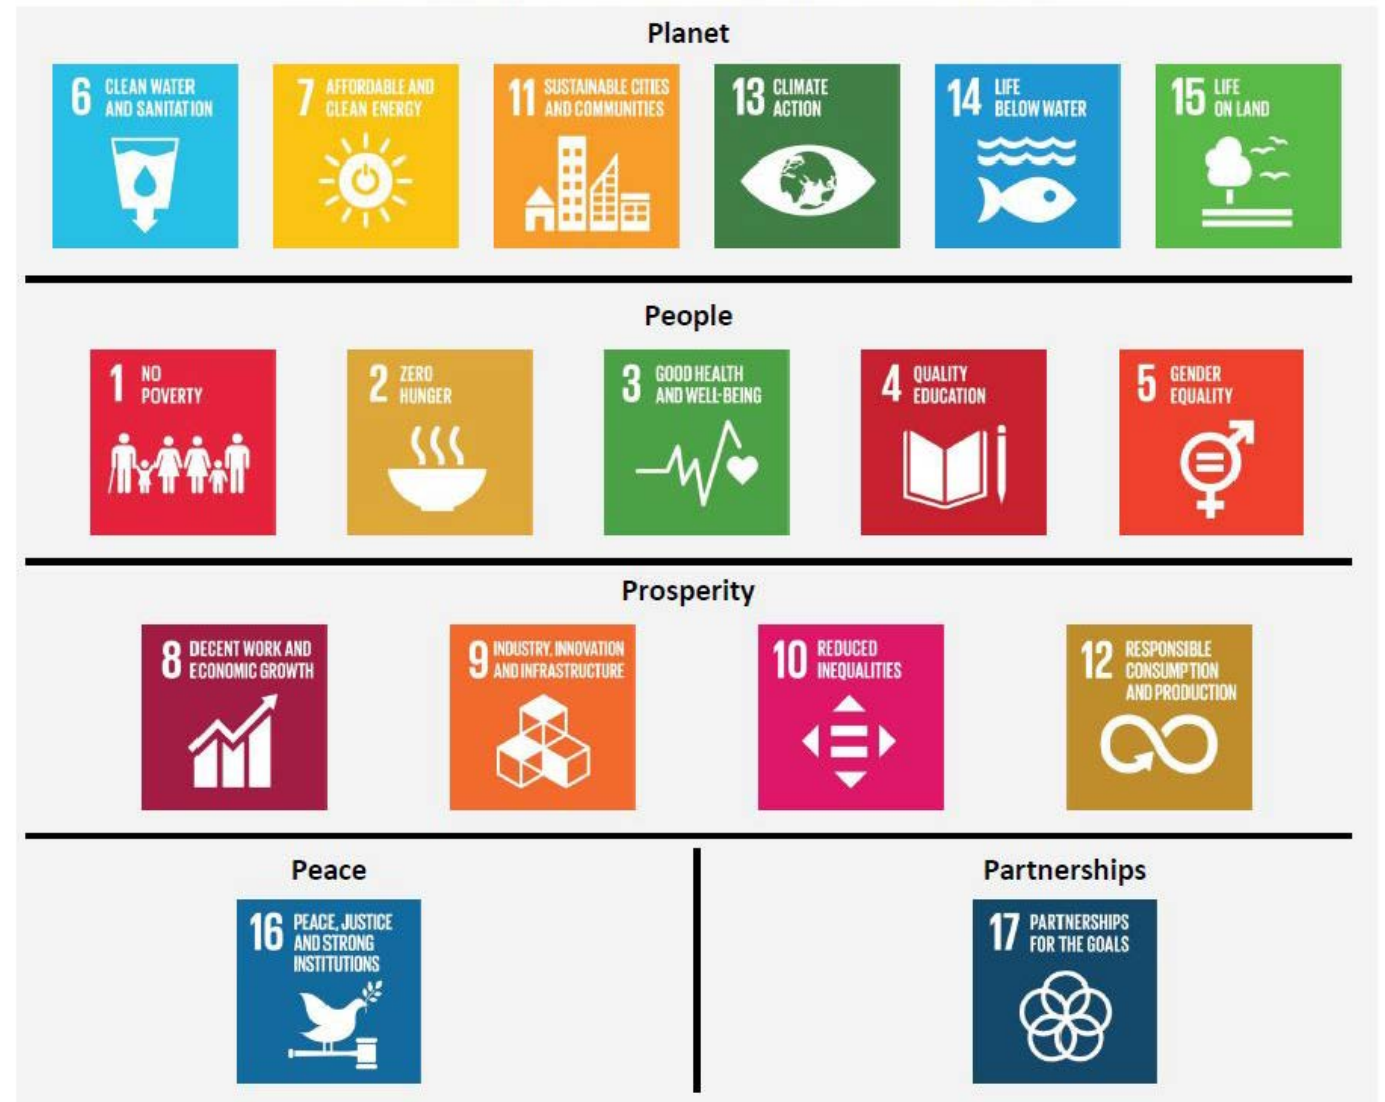 Planet
6 CLEAN WATER
AND SANITATION
7 AFFORDABLE AND
CLEAN ENERGY
11 SUSTAINABLE CITIES
AND COMMUNITIES
13 CLIMATE
ACTION
14 LIFE
BELOW WATER
15 LIFE
ON LAND
People
1 NO
POVERTY
2 ZERO
HUNGER
3 GOOD HEALTH
AND WELL-BEING
4 QUALITY
EDUCATION
5 GENDER
EQUALITY
Prosperity
8 DECENT WORK AND
ECONOMIC GROWTH
9 INDUSTRY, INNOVATION
AND INFRASTRUCTURE
10 REDUCED
INEQUALITIES
12 RESPONSIBLE
CONSUMPTION
AND PRODUCTION
Peace
16 PEACE, JUSTICE
AND STRONG
INSTITUTIONS
Partnerships
17 PARTNERSHIPS
FOR THE GOALS